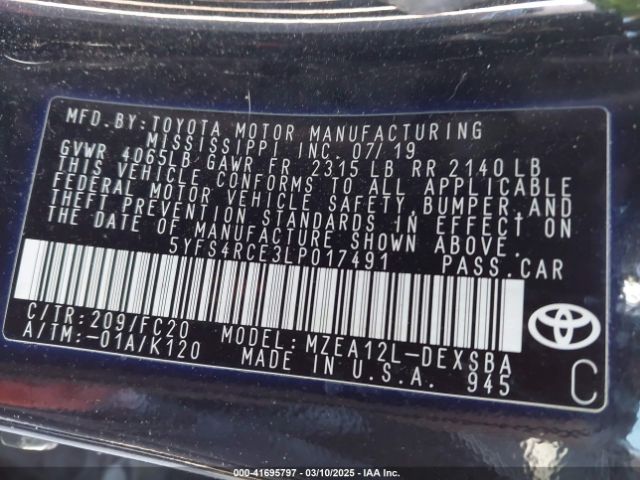 MFD.BY: TOYOTA MOTOR MANUFACTURING
MISSISSIPPI INC. 07/19
GVWR 4065LB GAWR FR 2315 LB RR 2140 LB
THIS VEHICLE CONFORMS TO ALL APPLICABLE
FEDERAL MOTOR VEHICLE SAFETY, BUMPER, AND
THEFT PREVENTION STANDARDS IN EFFECT ON
THE DATE OF MANUFACTURE SHOWN ABOVE.
5YFS4RCE3LP017491 PASS.CAR
C/TR: 209/FC20 MODEL: MZEA12L-DEXSBA
A/TM: -01A/K120 MADE IN U.S.A. 945
C
000-41695797 - 03/10/2025 - IAA Inc.